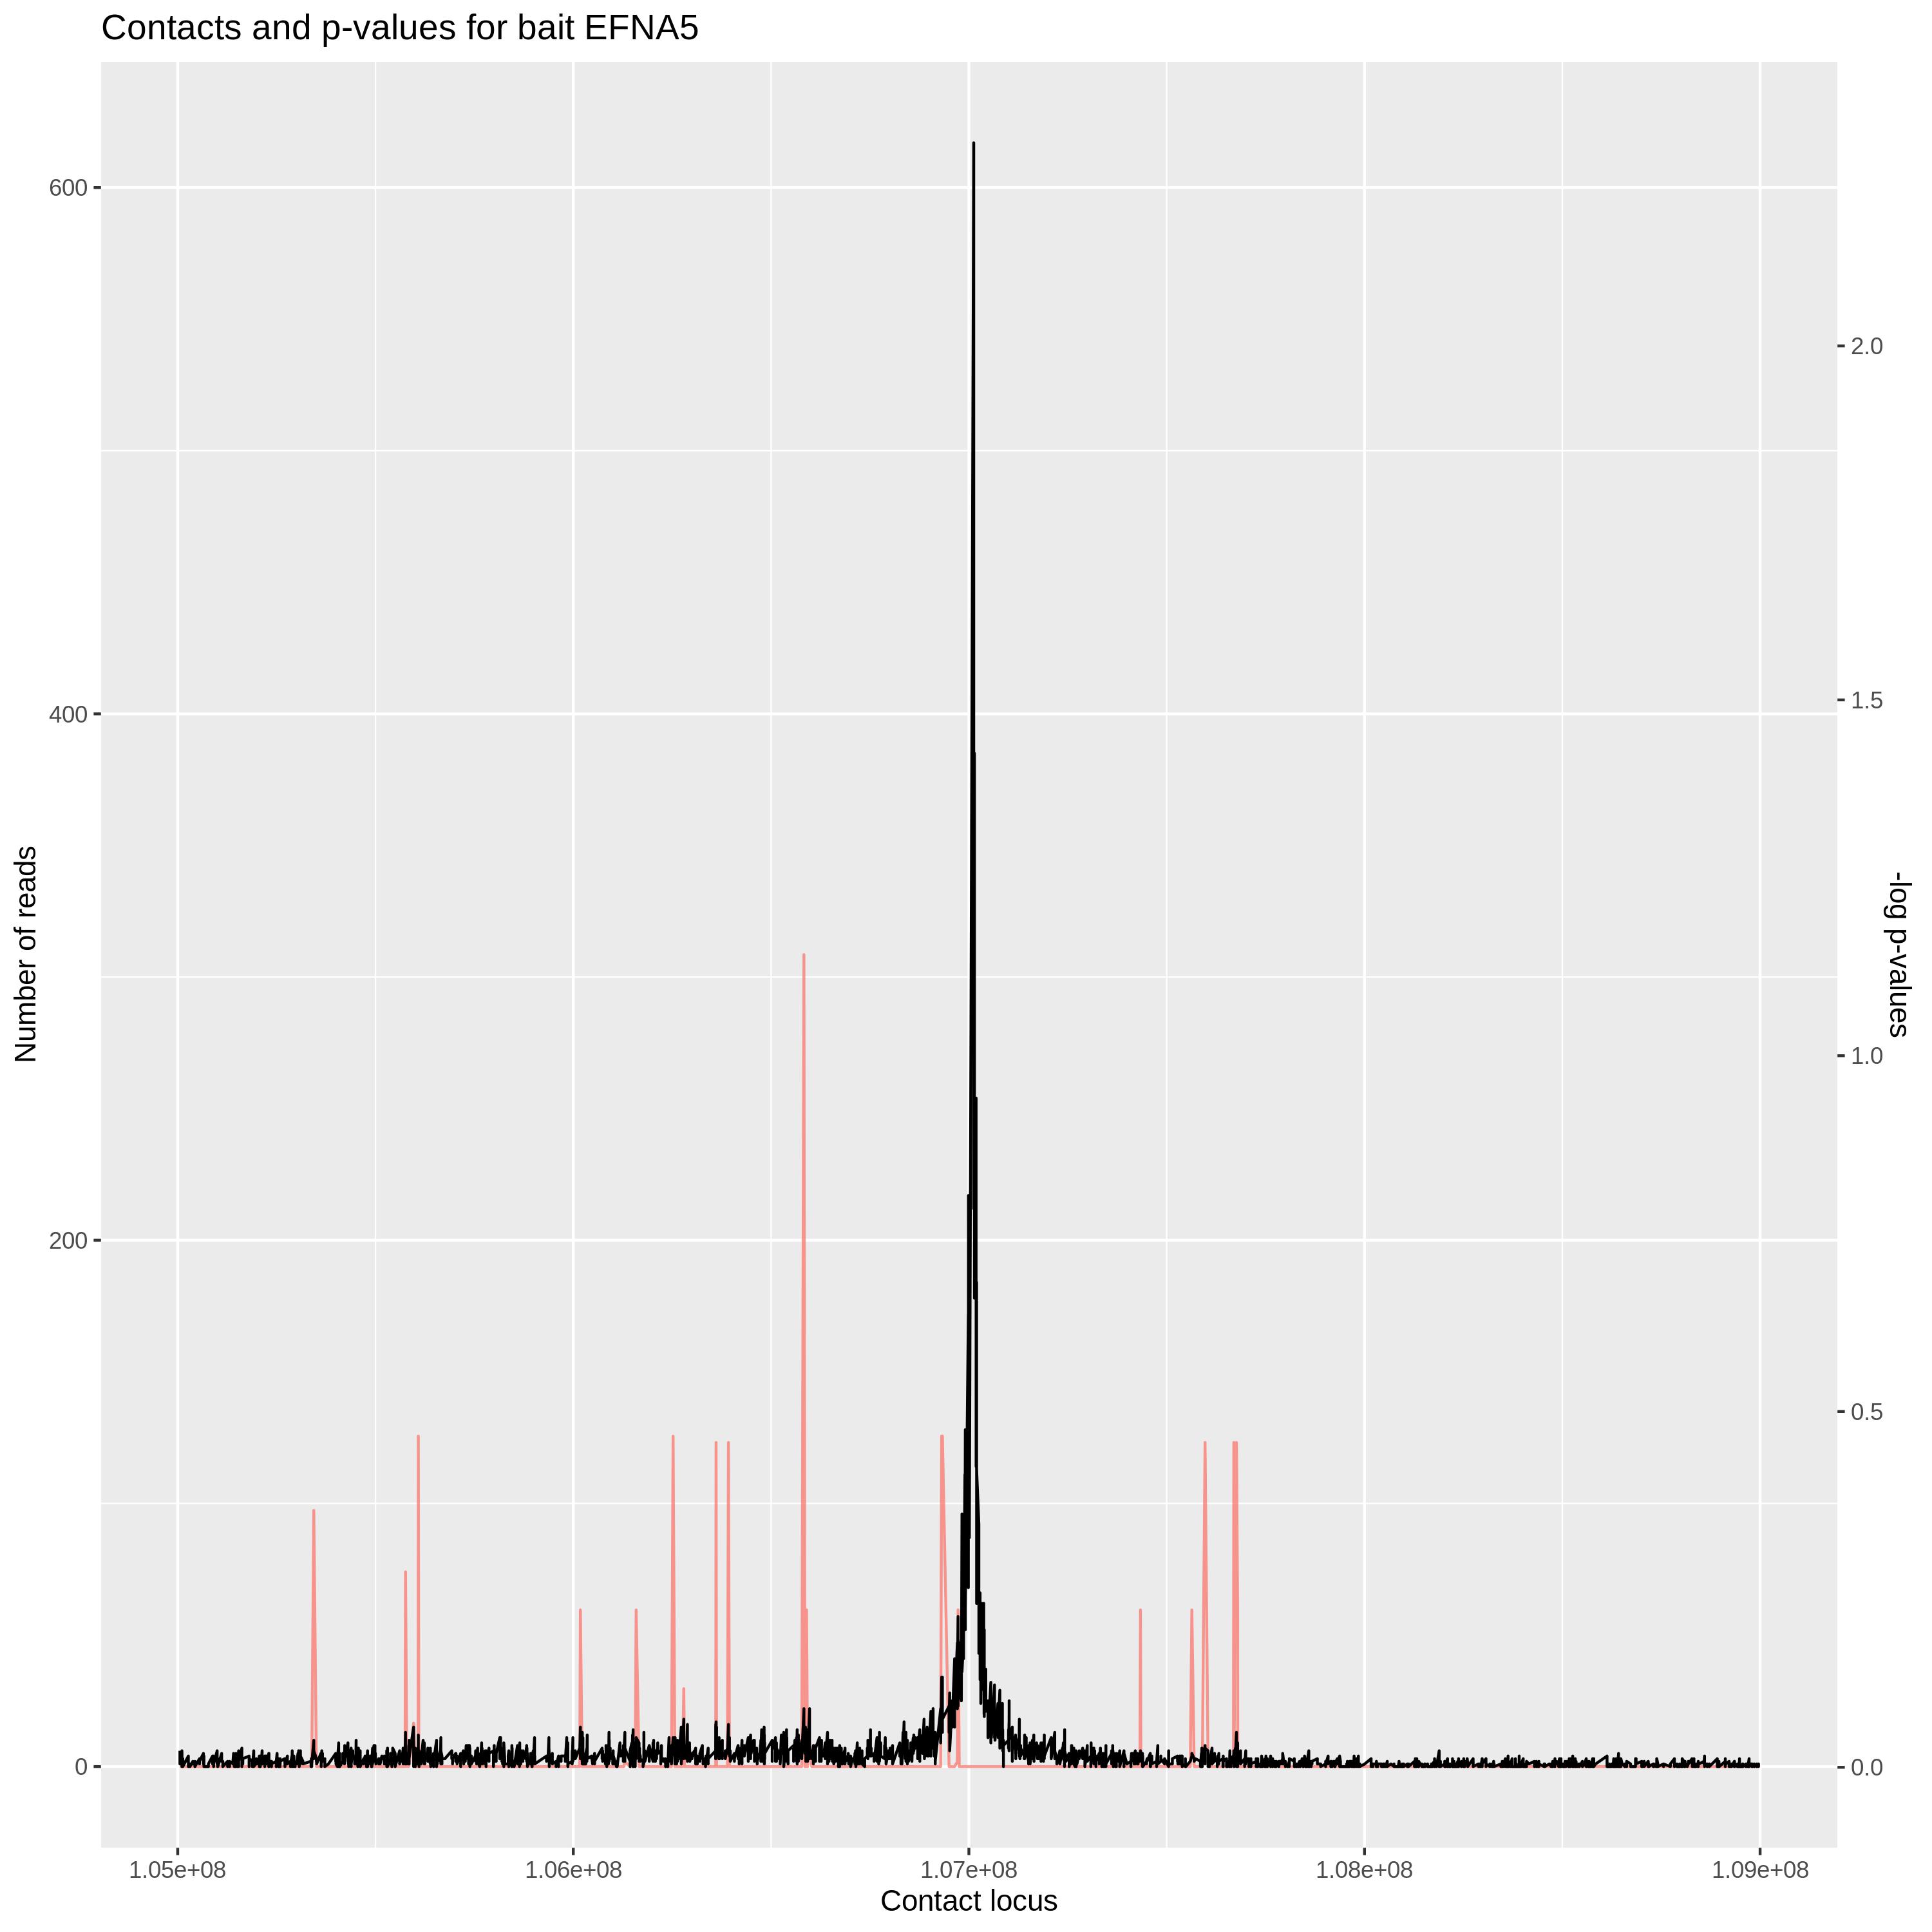 Contacts and p-values for bait EFNA5
Number of reads
600
400
200
0
2.0
1.5
1.0
0.5
0.0
-log p-values
1.05e+08
1.06e+08
1.07e+08
1.08e+08
1.09e+08
Contact locus